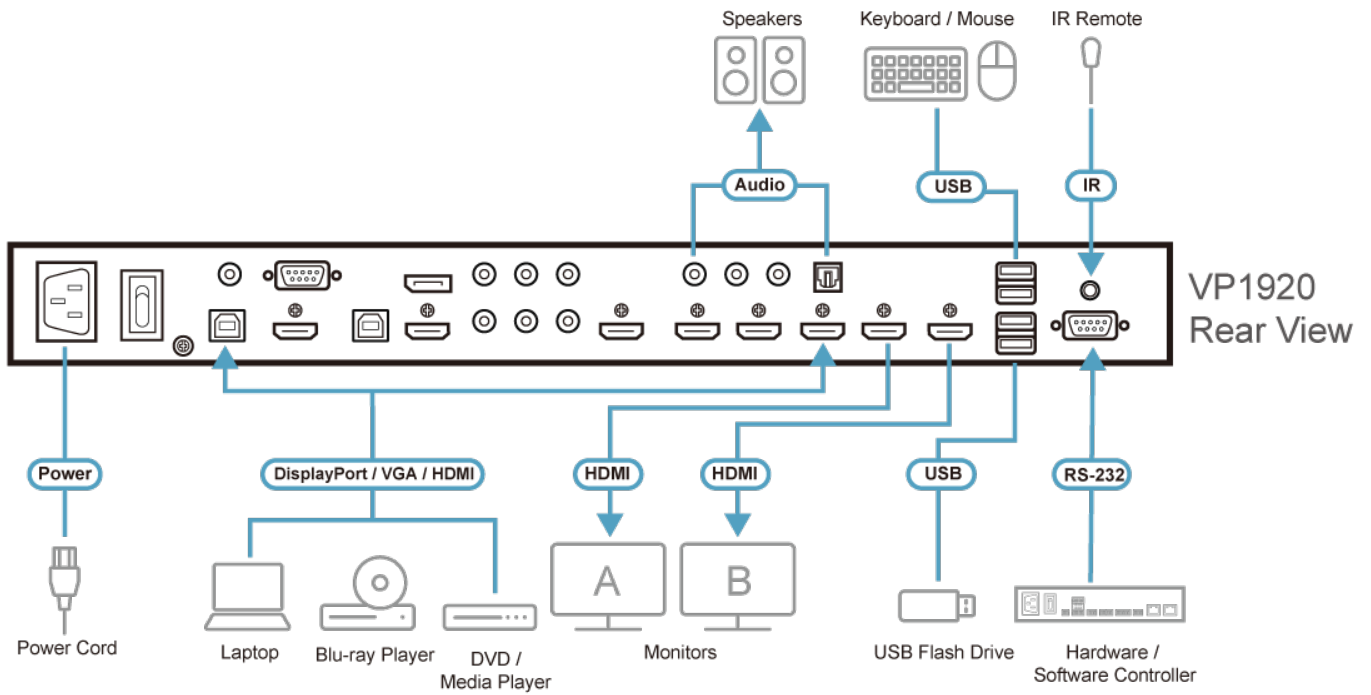 Speakers
Keyboard / Mouse
IR Remote
Audio
USB
IR
VP1920
Rear View
Power
DisplayPort / VGA / HDMI
HDMI
HDMI
USB
RS-232
A
B
Power Cord
Laptop
Blu-ray Player
DVD /
Media Player
Monitors
USB Flash Drive
Hardware /
Software Controller